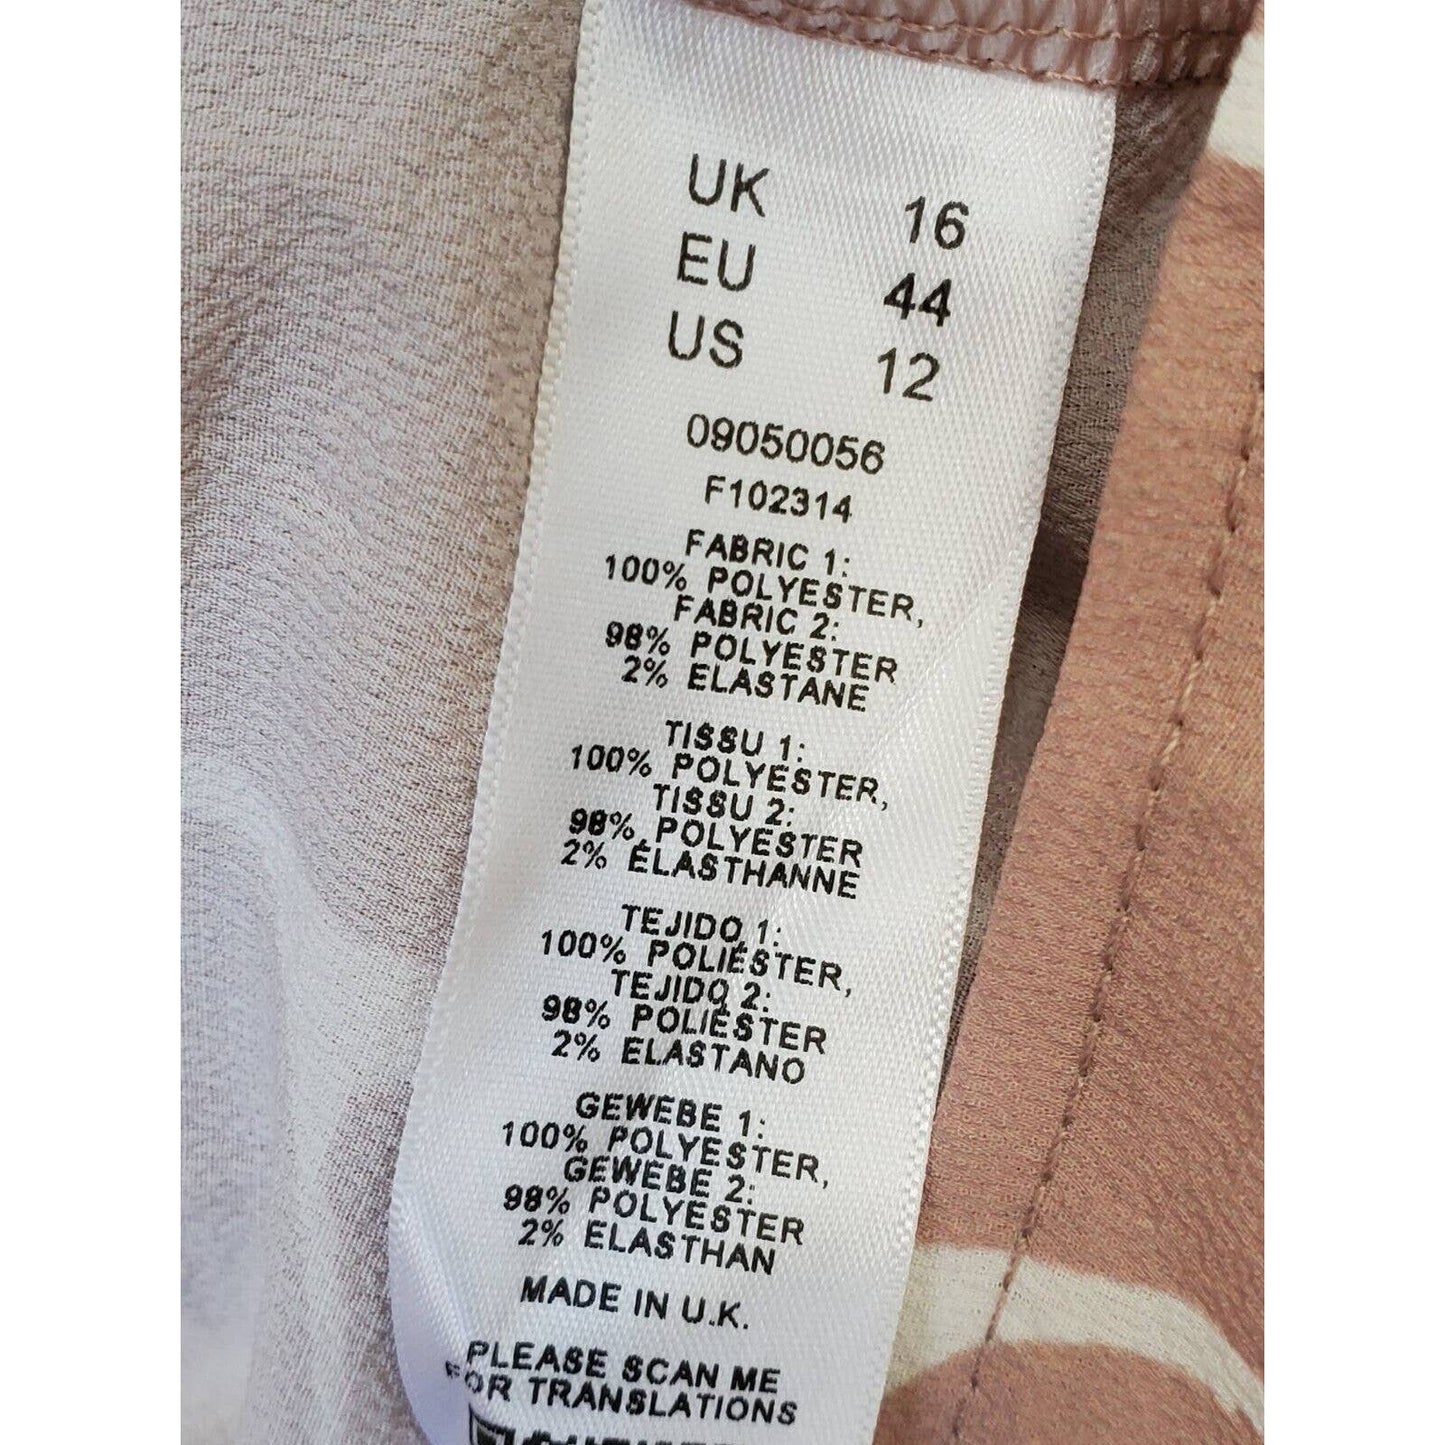 UK 16
EU 44
US 12
09050056
F102314
FABRIC 1:
100% POLYESTER,
FABRIC 2:
98% POLYESTER
2% ELASTANE
TISSU 1:
100% POLYESTER,
TISSU 2:
98% POLYESTER
2% ÉLASTHANNE
TEJIDO 1:
100% POLIÉSTER,
TEJIDO 2:
98% POLIÉSTER
2% ELASTANO
GEWEBE 1:
100% POLYESTER,
GEWEBE 2:
98% POLYESTER
2% ELASTHAN
MADE IN U.K.
PLEASE SCAN ME
FOR TRANSLATIONS